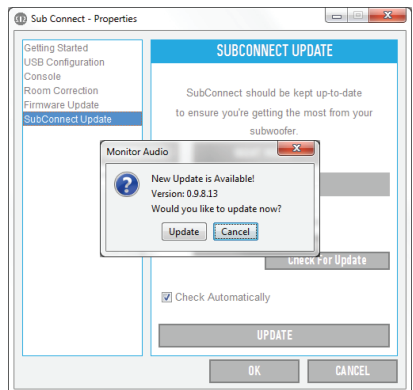 Sub Connect - Properties
Getting Started
USB Configuration
Console
Room Correction
Firmware Update
SubConnect Update
SUBCONNECT UPDATE
SubConnect should be kept up-to-date
to ensure you're getting the most from your
subwoofer.
Monitor Audio
New Update is Available!
Version: 0.9.8.13
Would you like to update now?
Update Cancel
Check For Update
Check Automatically
UPDATE
OK CANCEL